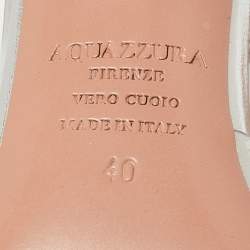 AQUAZZURA
FIRENZE
VERO CUOIO
MADE IN ITALY
40